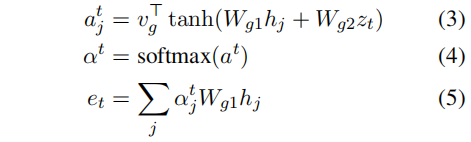 a_j^t = v_g^⊤ tanh(W_{g1}h_j + W_{g2}z_t) (3)
α^t = softmax(a^t) (4)
e_t = ∑_j α_j^t W_{g1}h_j (5)